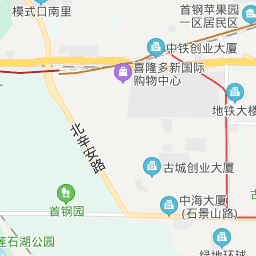 模式口南里
首钢苹果园
一区居民区
中铁创业大厦
喜隆多新国际
购物中心
地铁大楼
北辛安路
古城创业大厦
首钢园
中海大厦
(石景山路)
莲石湖公园
绿地环球